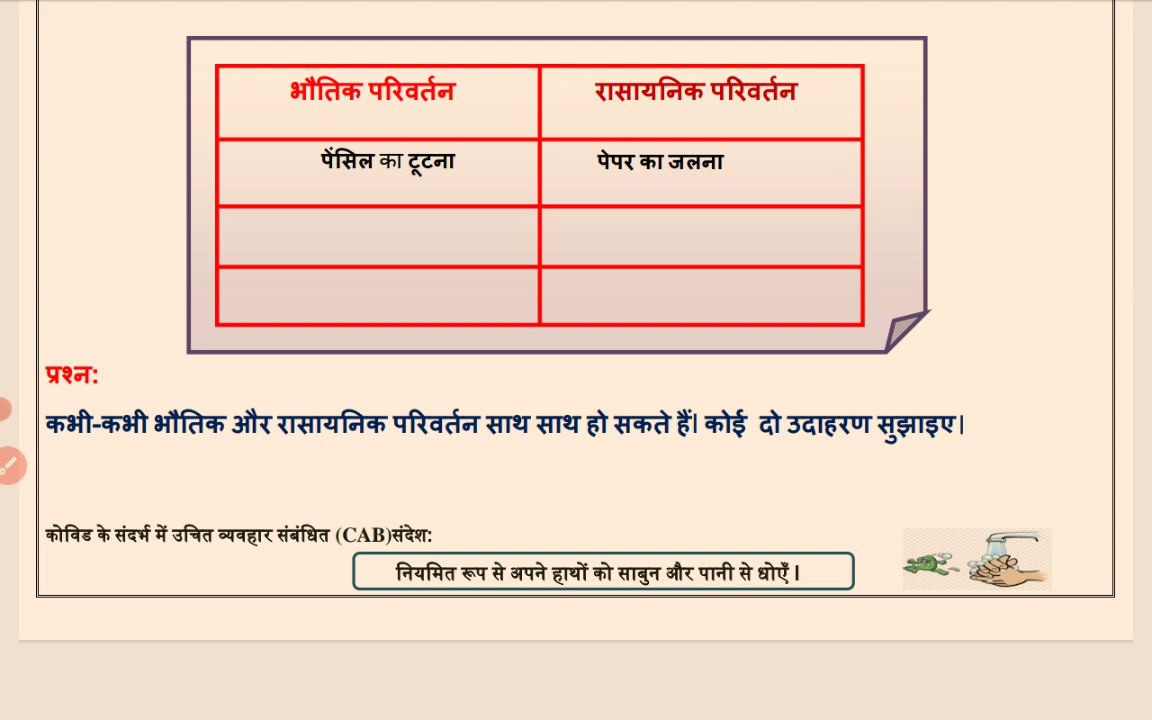 भौतिक परिवर्तन रासायनिक परिवर्तन
पेंसिल का टूटना पेपर का जलना
प्रश्न:
कभी-कभी भौतिक और रासायनिक परिवर्तन साथ साथ हो सकते हैं। कोई दो उदाहरण सुझाइए।
कोविड के संदर्भ में उचित व्यवहार संबंधित (CAB)संदेश:
नियमित रूप से अपने हाथों को साबुन और पानी से धोएँ ।